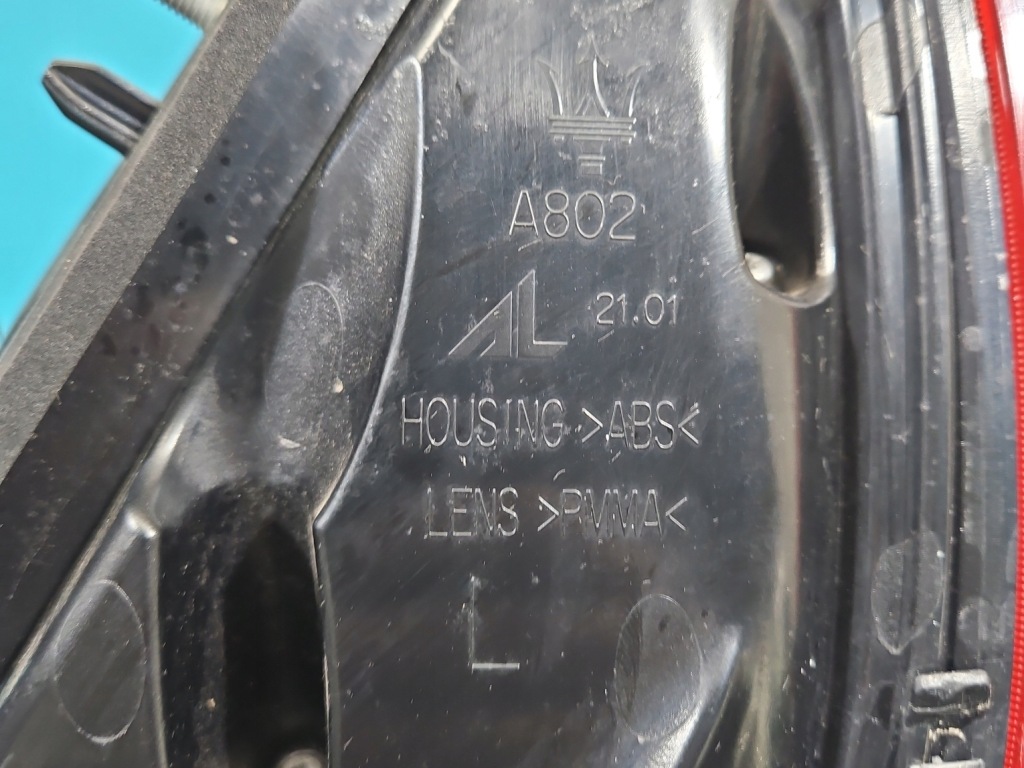 A802
AL 21.01
HOUSING >ABS<
LENS >PMMA<
L